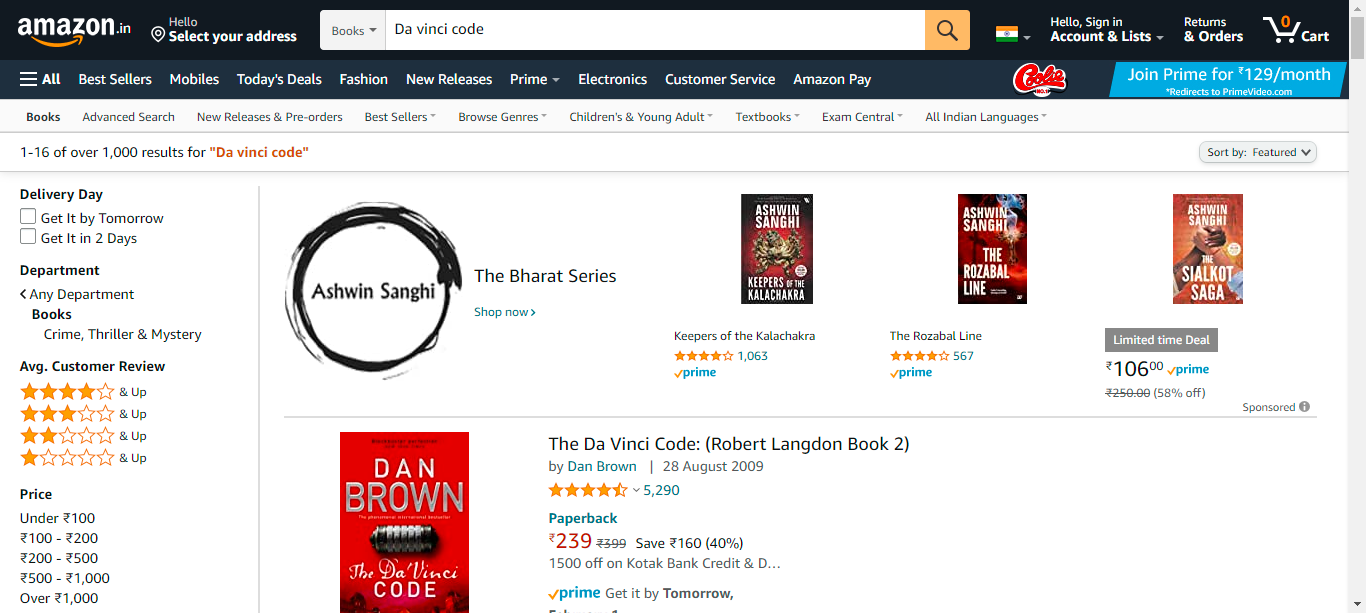 amazon.in
Hello
Select your address
Books
Da vinci code
Hello, Sign in
Account & Lists
Returns
& Orders
0
Cart
All
Best Sellers
Mobiles
Today's Deals
Fashion
New Releases
Prime
Electronics
Customer Service
Amazon Pay
Coolie
NO.1
Join Prime for ₹129/month
*Redirects to PrimeVideo.com
Books
Advanced Search
New Releases & Pre-orders
Best Sellers
Browse Genres
Children's & Young Adult
Textbooks
Exam Central
All Indian Languages
1-16 of over 1,000 results for "Da vinci code"
Sort by: Featured
Delivery Day
Get It by Tomorrow
Get It in 2 Days
Department
Any Department
Books
Crime, Thriller & Mystery
Avg. Customer Review
& Up
& Up
& Up
& Up
Price
Under ₹100
₹100 - ₹200
₹200 - ₹500
₹500 - ₹1,000
Over ₹1,000
Ashwin Sanghi
The Bharat Series
Shop now
ASHWIN
SANGHI
KEEPERS OF THE
KALACHAKRA
Keepers of the Kalachakra
1,063
prime
ASHWIN
SANGHI
THE
ROZABAL
LINE
The Rozabal Line
567
prime
ASHWIN
SANGHI
THE
SIALKOT
SAGA
Limited time Deal
₹10600 prime
₹250.00 (58% off)
Sponsored
DAN
BROWN
The Da Vinci
CODE
The Da Vinci Code: (Robert Langdon Book 2)
by Dan Brown | 28 August 2009
5,290
Paperback
₹239 ₹399 Save ₹160 (40%)
1500 off on Kotak Bank Credit & D...
prime Get it by Tomorrow,